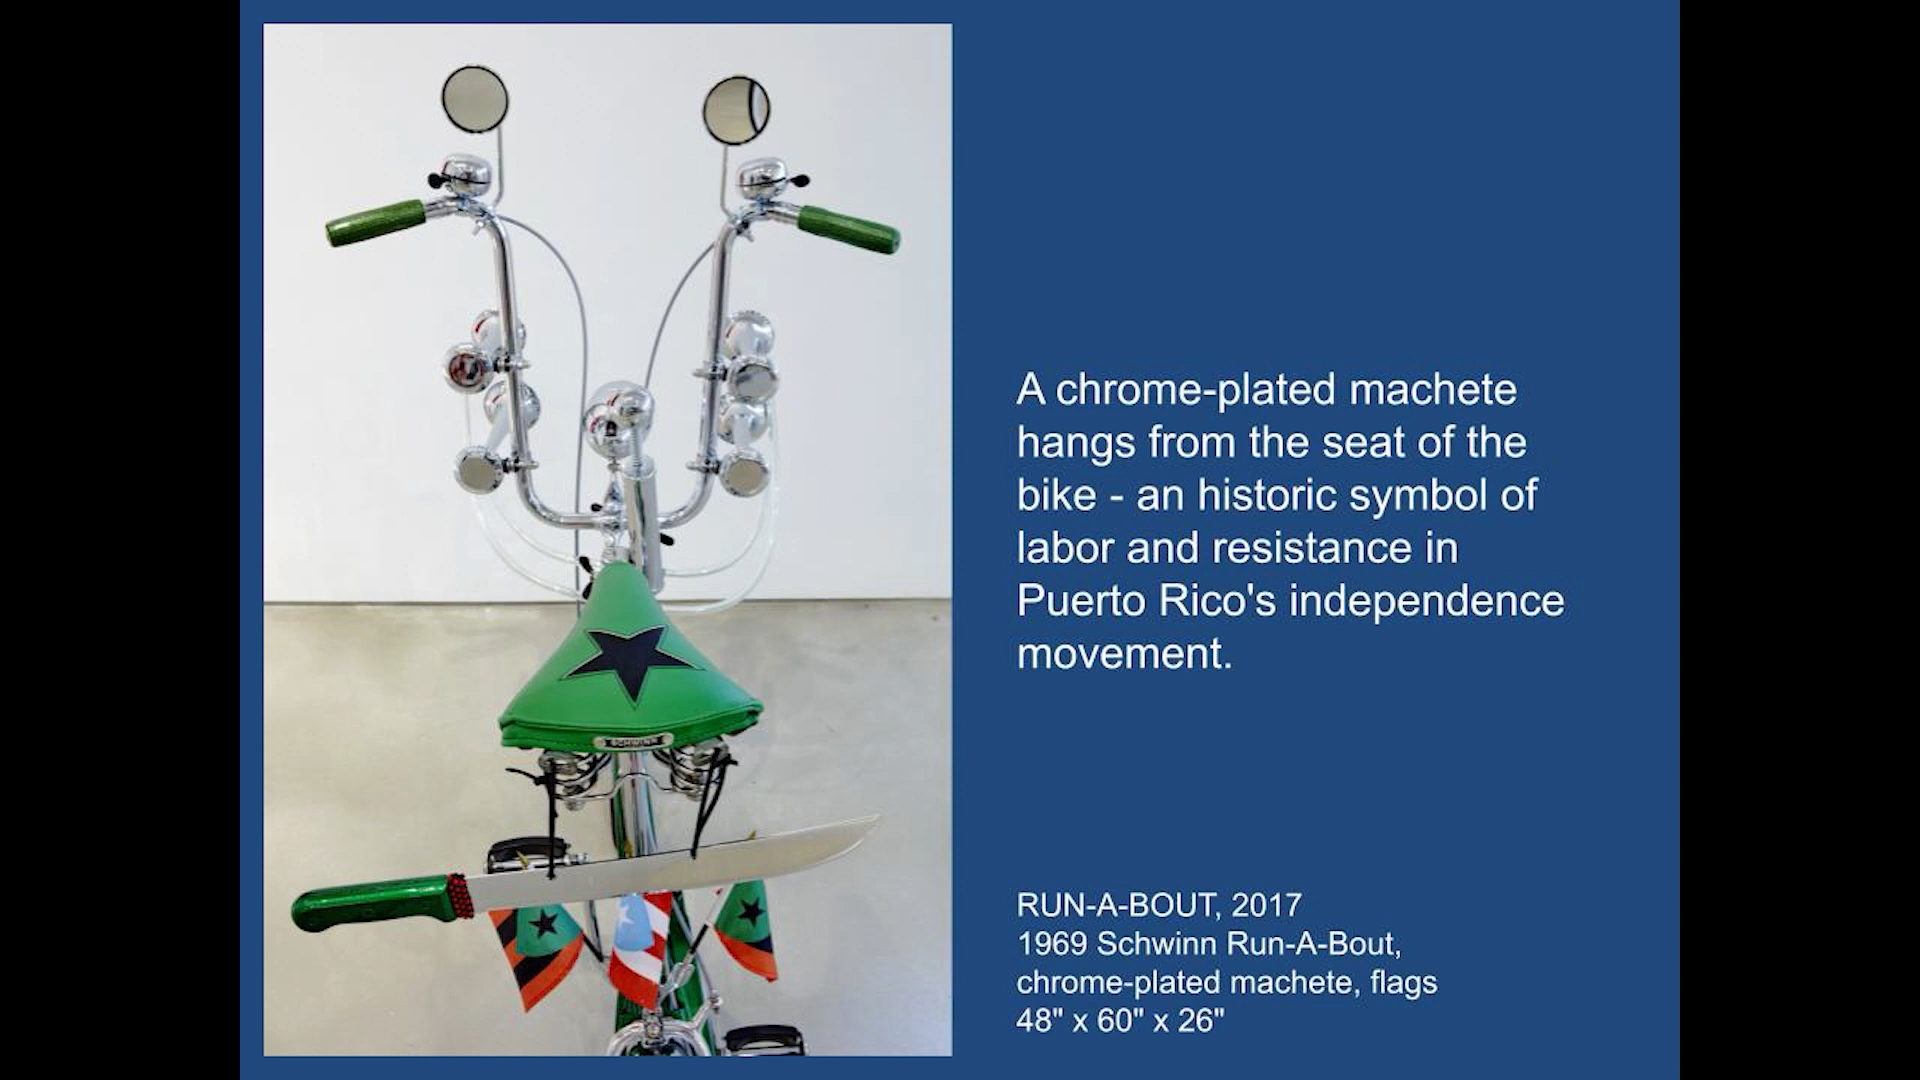 A chrome-plated machete
hangs from the seat of the
bike - an historic symbol of
labor and resistance in
Puerto Rico's independence
movement.
SCHWINN
RUN-A-BOUT, 2017
1969 Schwinn Run-A-Bout,
chrome-plated machete, flags
48" x 60" x 26"